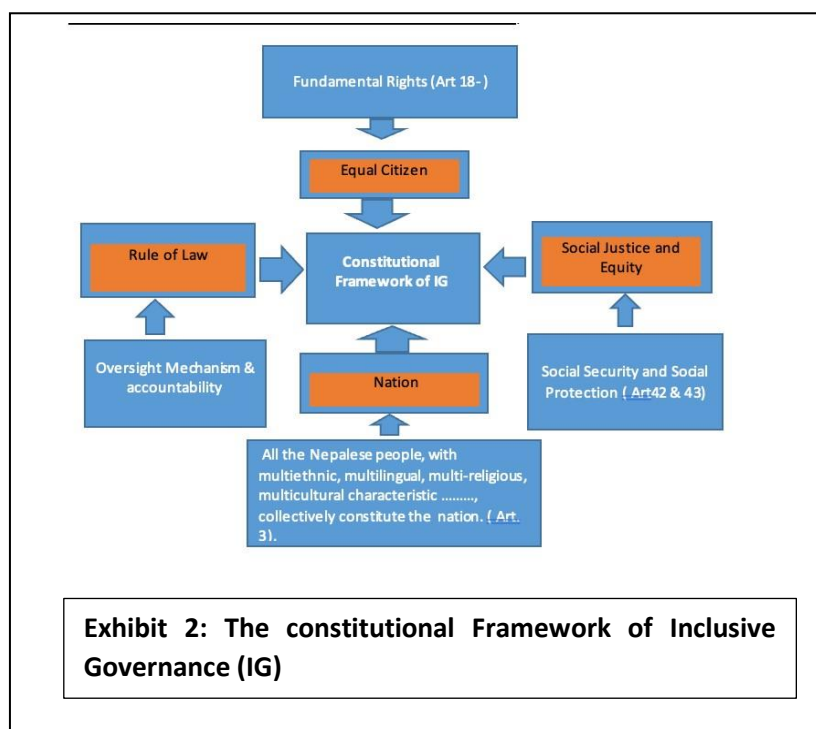 Fundamental Rights (Art 18- )
Equal Citizen
Rule of Law
Constitutional
Framework of IG
Social Justice and
Equity
Oversight Mechanism &
accountability
Nation
Social Security and Social
Protection ( Art42 & 43)
All the Nepalese people, with
multiethnic, multilingual, multi-religious,
multicultural characteristic ………,
collectively constitute the nation. ( Art.
3).
Exhibit 2: The constitutional Framework of Inclusive
Governance (IG)